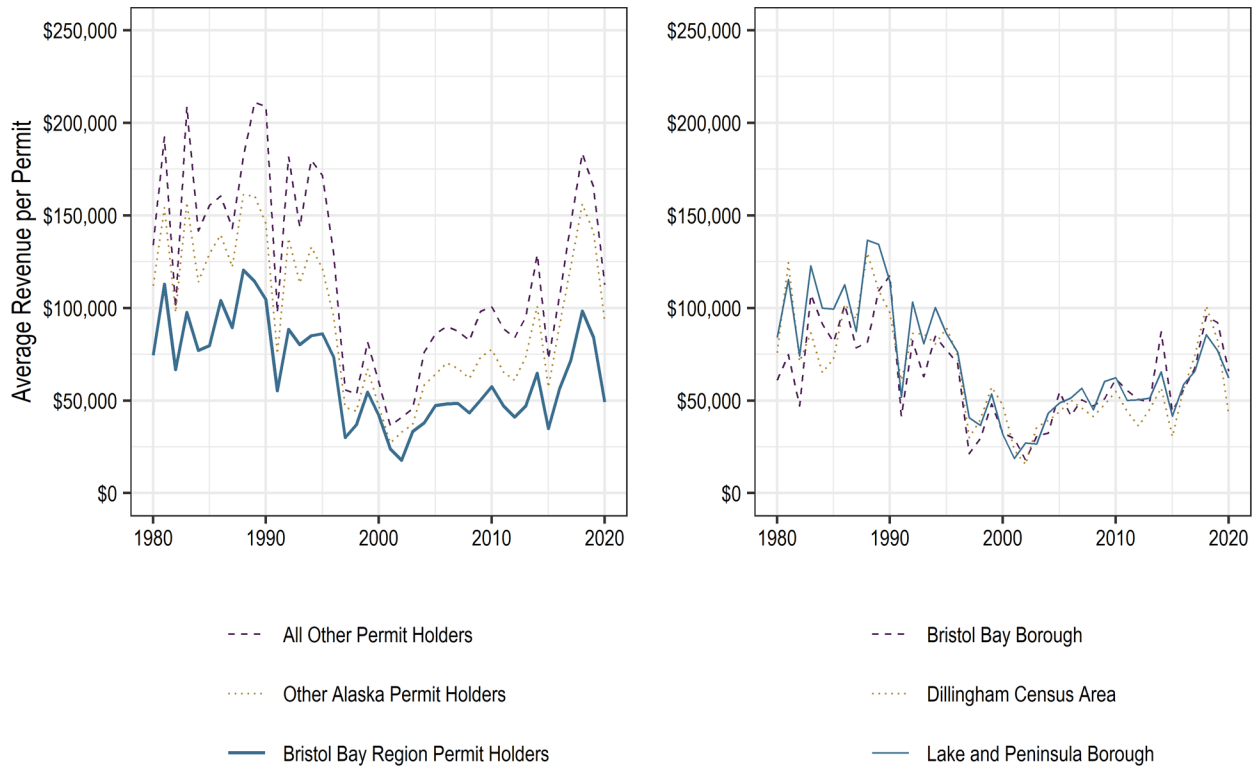 Average Revenue per Permit
$250,000
$200,000
$150,000
$100,000
$50,000
$0
1980 1990 2000 2010 2020
All Other Permit Holders
Other Alaska Permit Holders
Bristol Bay Region Permit Holders
$250,000
$200,000
$150,000
$100,000
$50,000
$0
1980 1990 2000 2010 2020
Bristol Bay Borough
Dillingham Census Area
Lake and Peninsula Borough